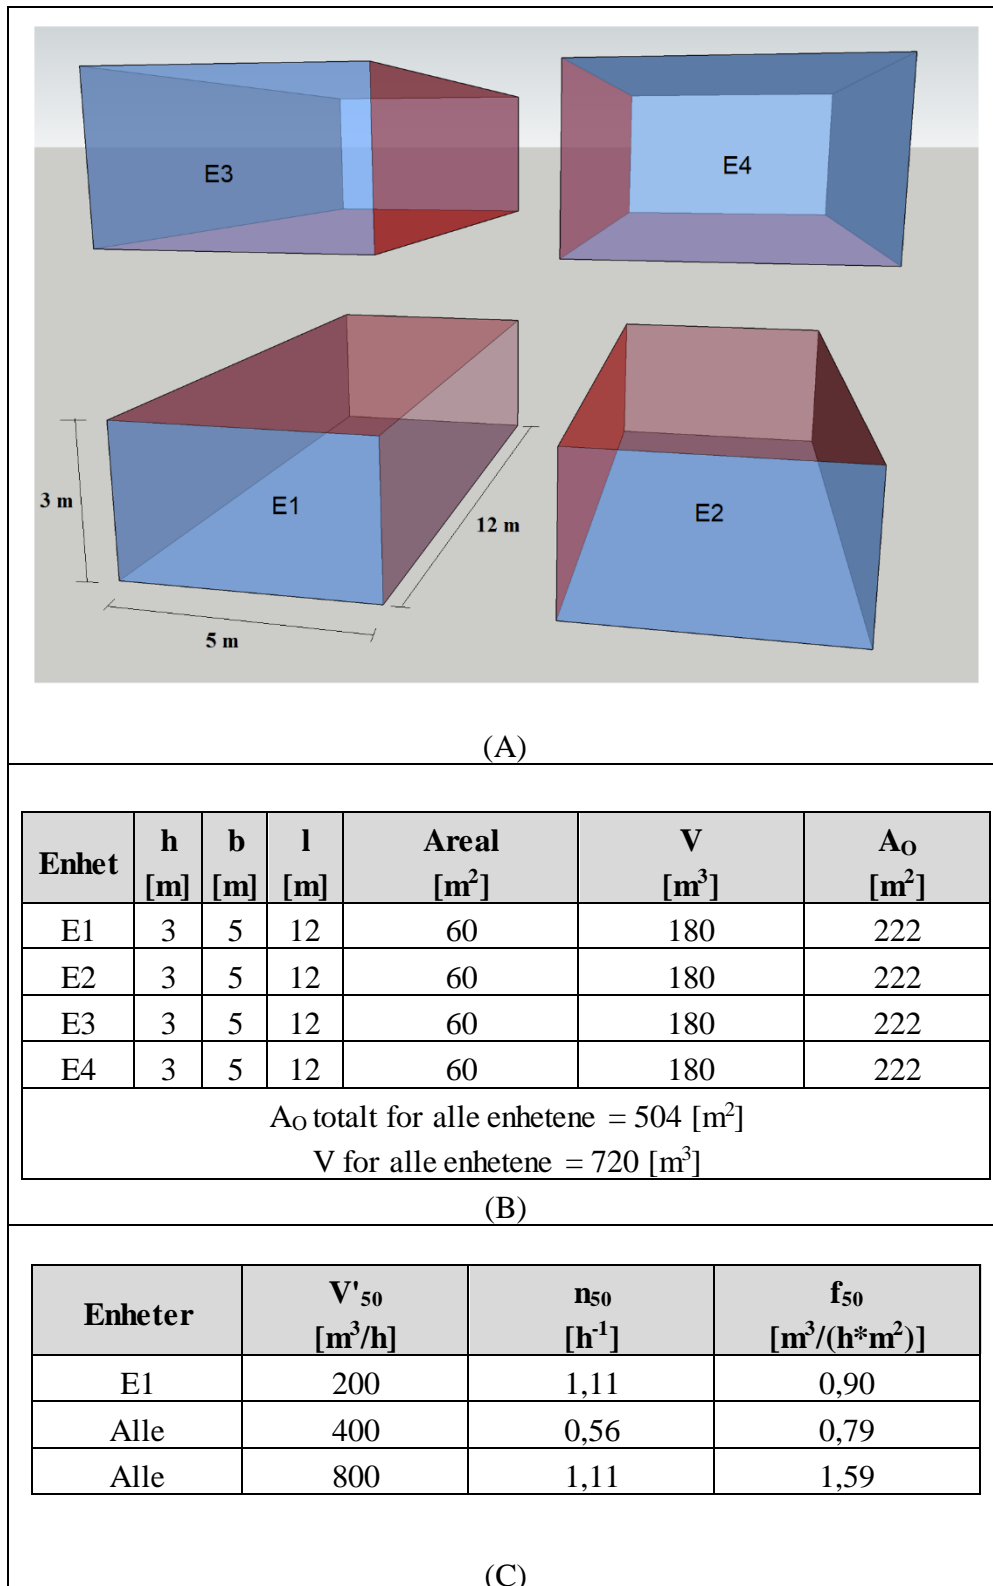 E3
E4
E1
E2
3 m
12 m
5 m
(A)
Enhet h b l Areal V A₀
[m] [m] [m] [m²] [m³] [m²]
E1 3 5 12 60 180 222
E2 3 5 12 60 180 222
E3 3 5 12 60 180 222
E4 3 5 12 60 180 222
A₀ totalt for alle enhetene = 504 [m²]
V for alle enhetene = 720 [m³]
(B)
Enheter V'₅₀ n₅₀ f₅₀
[m³/h] [h⁻¹] [m³/(h*m²)]
E1 200 1,11 0,90
Alle 400 0,56 0,79
Alle 800 1,11 1,59
(C)